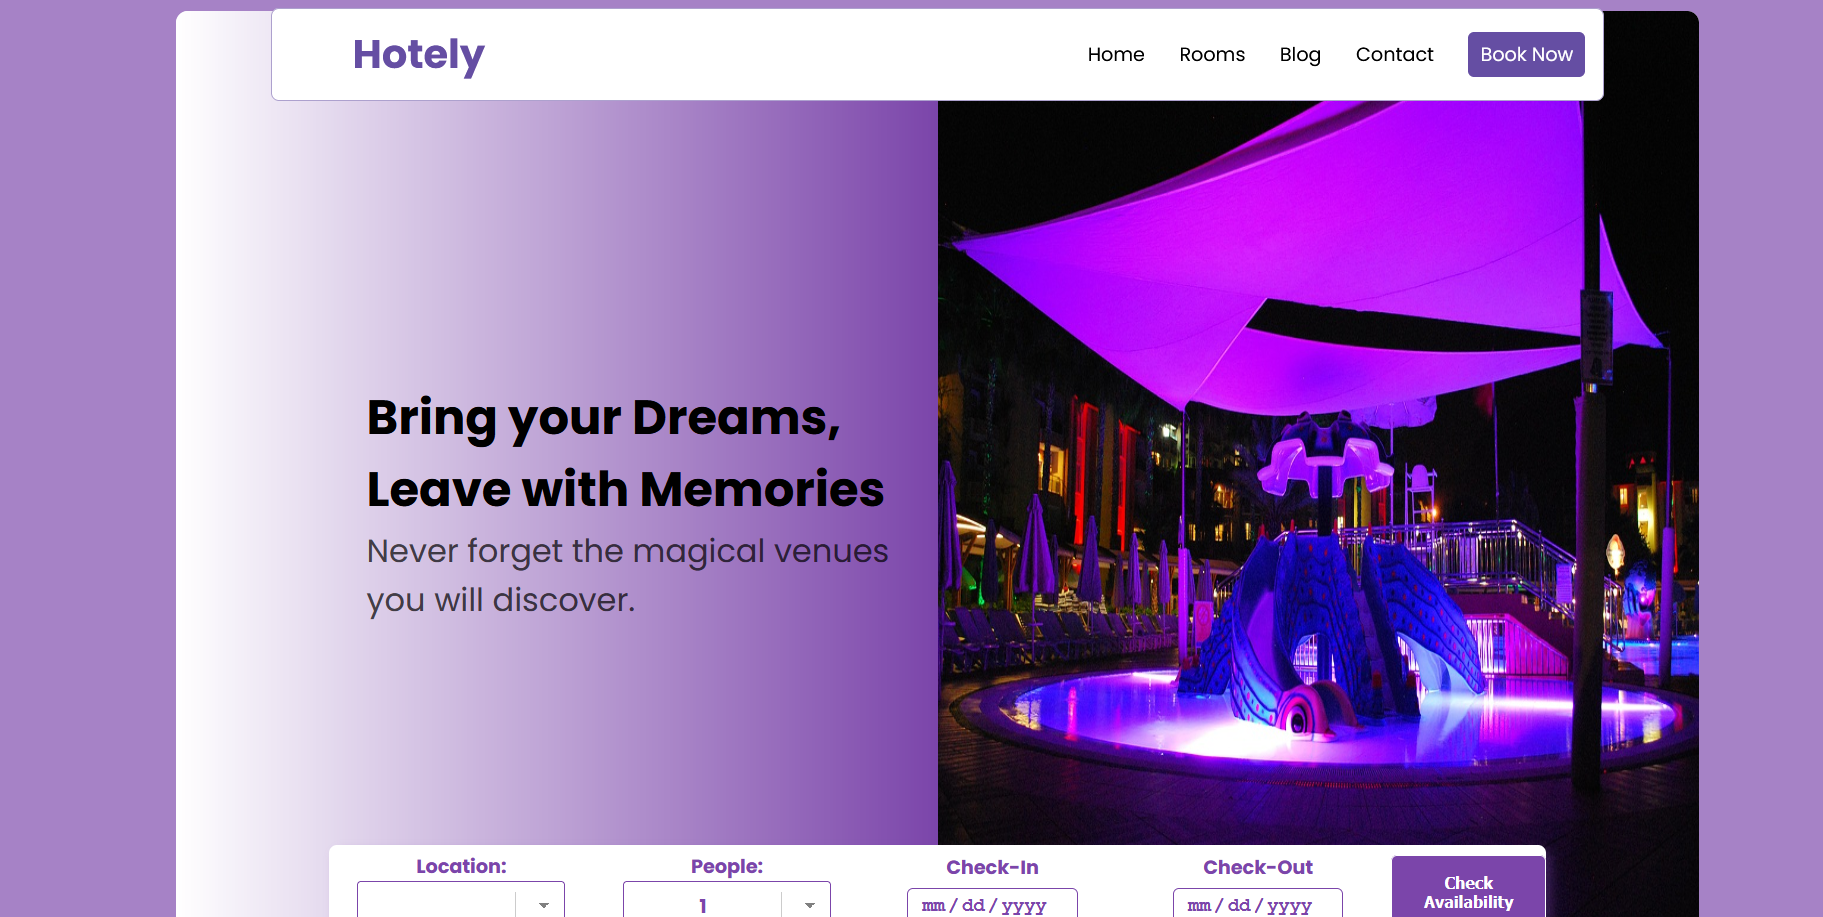 Hotely
Home Rooms Blog Contact Book Now
Bring your Dreams,
Leave with Memories
Never forget the magical venues
you will discover.
Location: People: Check-In Check-Out
1 mm/dd/yyyy mm/dd/yyyy
Check
Availability